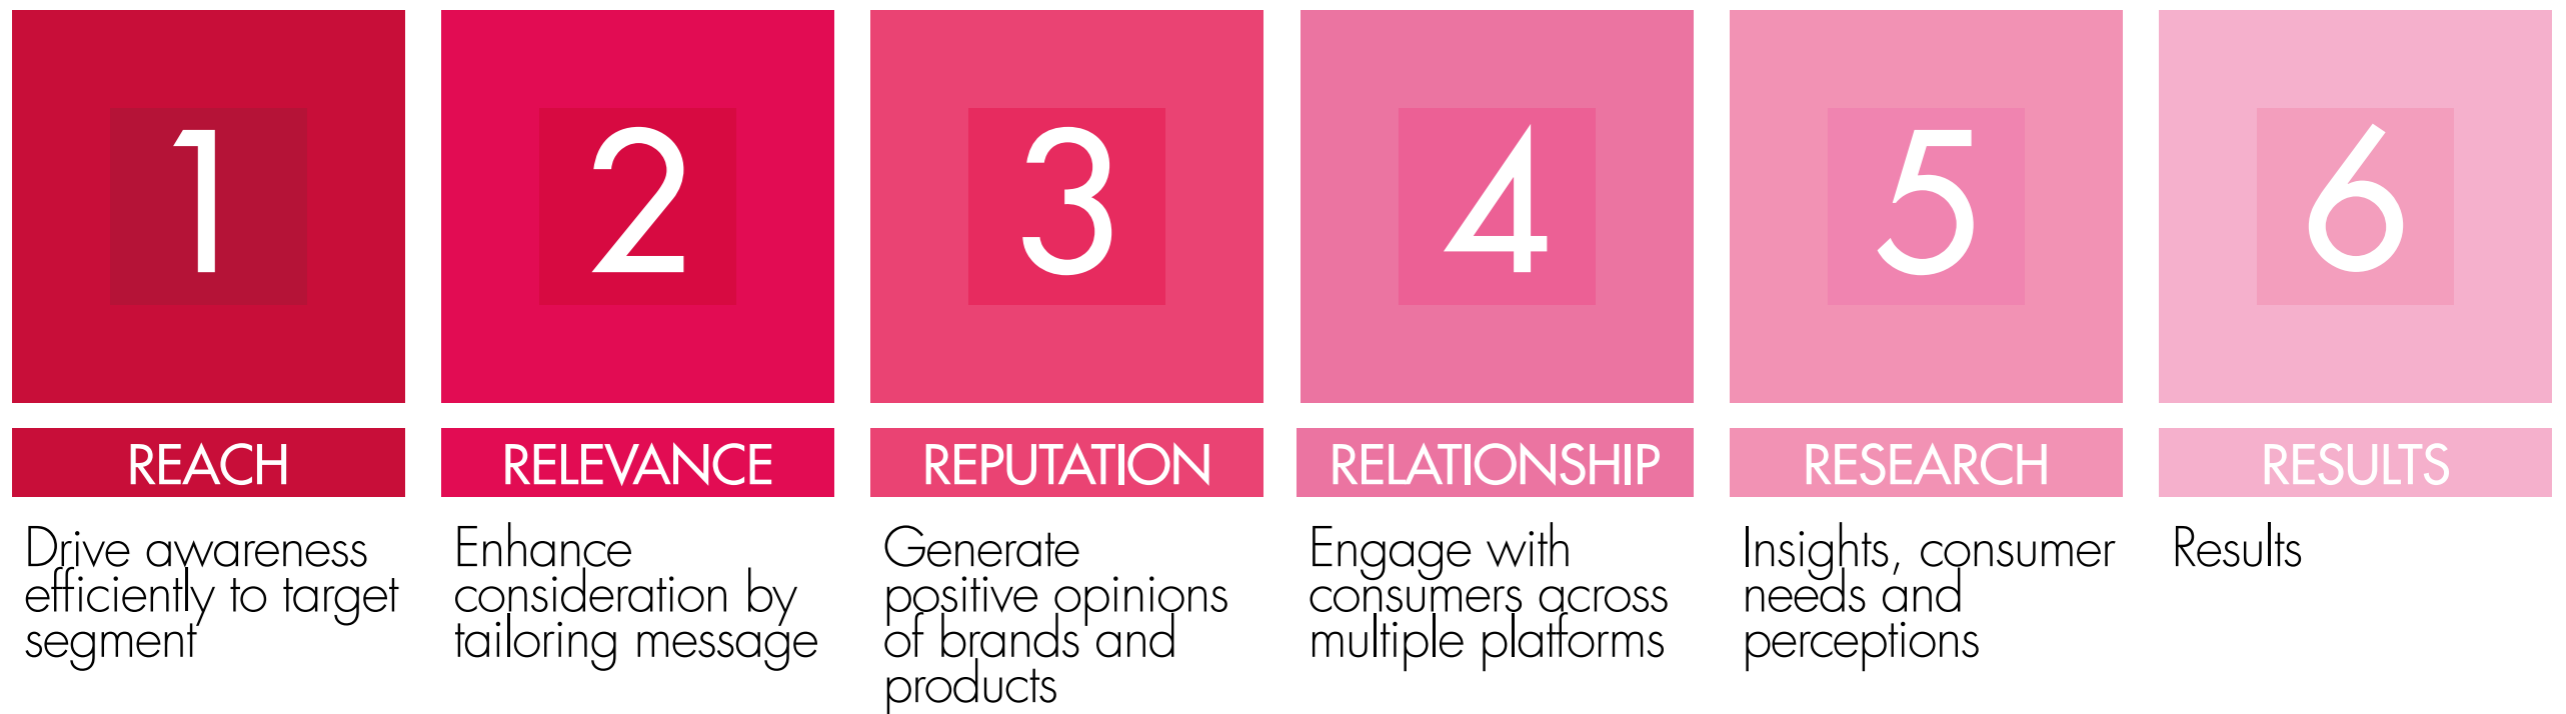 1
REACH
Drive awareness
efficiently to target
segment
2
RELEVANCE
Enhance
consideration by
tailoring message
3
REPUTATION
Generate
positive opinions
of brands and
products
4
RELATIONSHIP
Engage with
consumers across
multiple platforms
5
RESEARCH
Insights, consumer
needs and
perceptions
6
RESULTS
Results